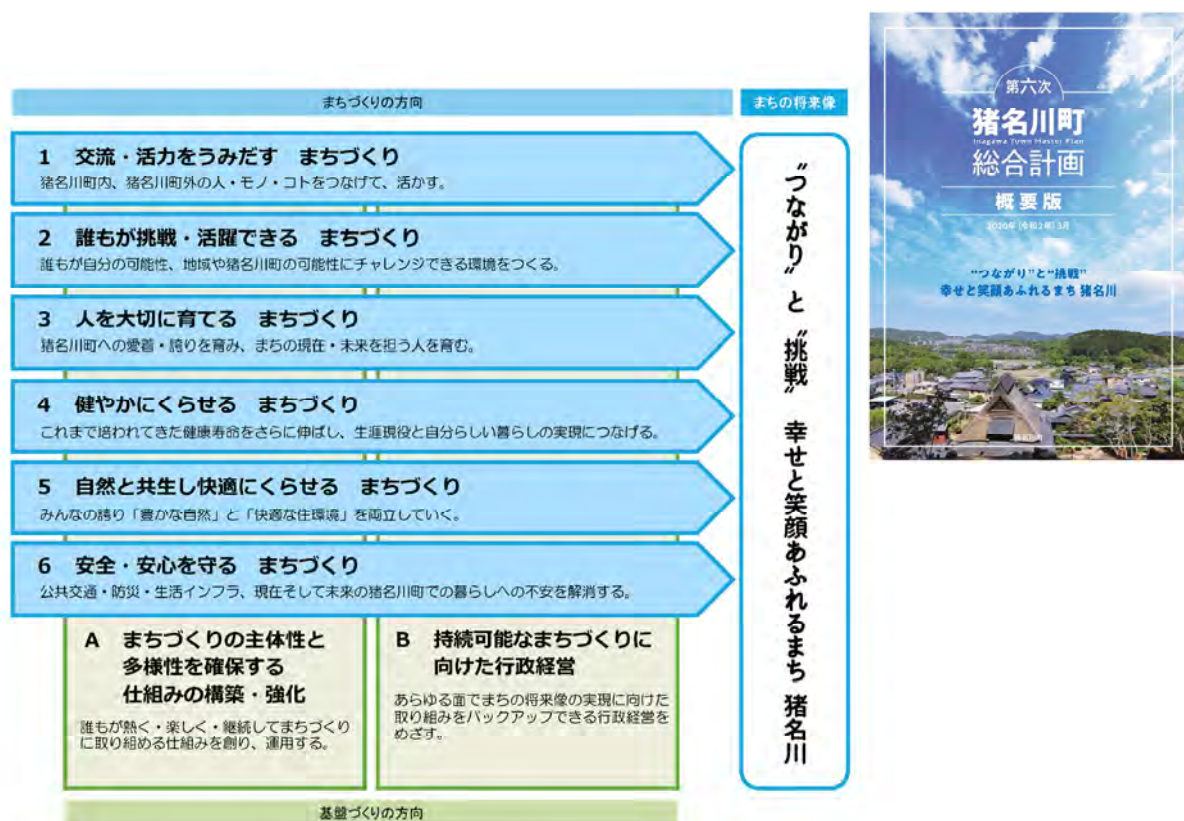 まちづくりの方向
まちの将来像
1 交流・活力をうみだす まちづくり
猪名川町内、猪名川町外の人・モノ・コトをつなげて、活かす。
2 誰もが挑戦・活躍できる まちづくり
誰もが自分の可能性、地域や猪名川町の可能性にチャレンジできる環境をつくる。
3 人を大切に育てる まちづくり
猪名川町への愛着・誇りを育み、まちの現在・未来を担う人を育む。
4 健やかにくらせる まちづくり
これまで培われてきた健康寿命をさらに伸ばし、生涯現役と自分らしい暮らしの実現につなげる。
5 自然と共生し快適にくらせる まちづくり
みんなの誇り「豊かな自然」と「快適な住環境」を両立していく。
6 安全・安心を守る まちづくり
公共交通・防災・生活インフラ、現在そして未来の猪名川町での暮らしへの不安を解消する。
A まちづくりの主体性と
多様性を確保する
仕組みの構築・強化
誰もが熱く・楽しく・継続してまちづくり
に取り組める仕組みを創り、運用する。
B 持続可能なまちづくりに
向けた行政経営
あらゆる面でまちの将来像の実現に向けた
取り組みをバックアップできる行政経営を
めざす。
基盤づくりの方向
“つながり”と“挑戦” 幸せと笑顔あふれるまち 猪名川
第六次
猪名川町
Inagawa Town Master Plan
総合計画
概要版
2020年(令和2年)3月
“つながり”と“挑戦”
幸せと笑顔あふれるまち 猪名川